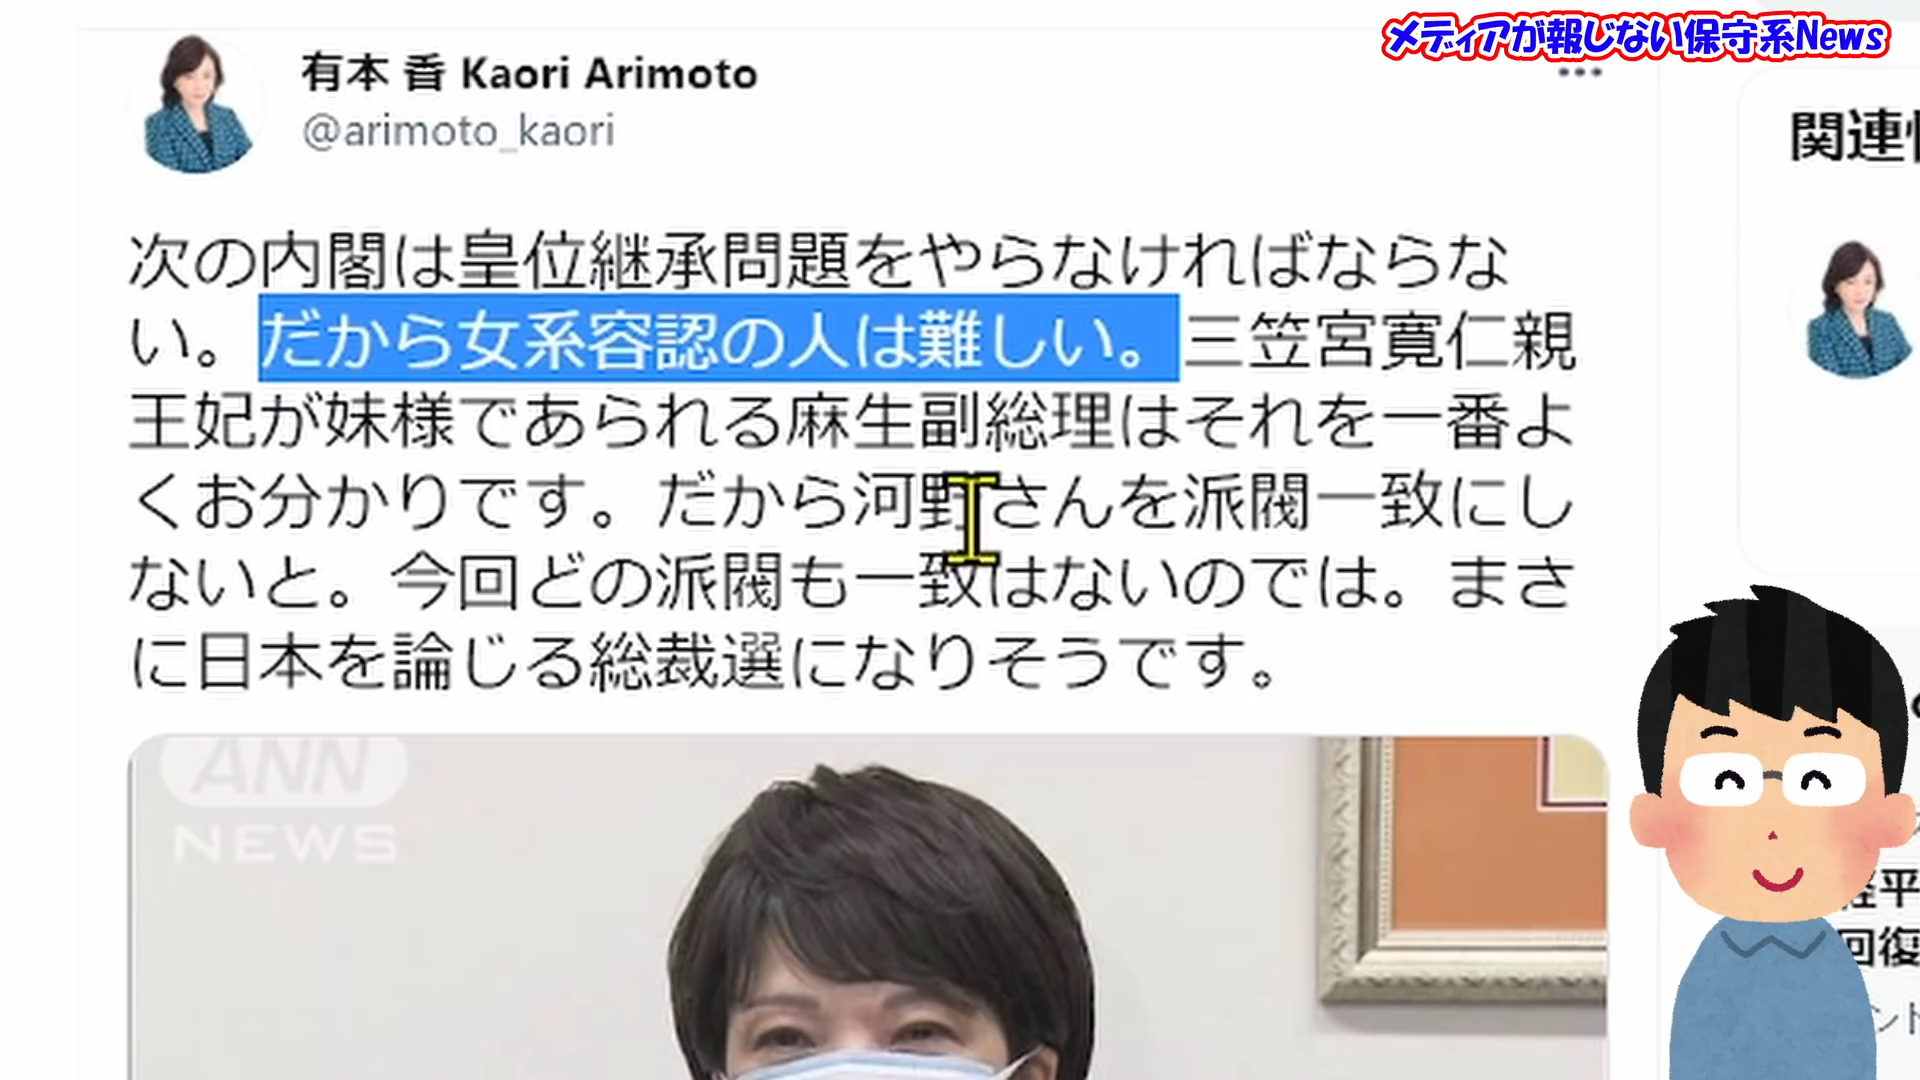 メディアが報じない保守系News
有本 香 Kaori Arimoto
@arimoto_kaori
次の内閣は皇位継承問題をやらなければならな
い。だから女系容認の人は難しい。三笠宮寛仁親
王妃が妹様であられる麻生副総理はそれを一番よ
くお分かりです。だから河野さんを派閥一致にし
ないと。今回どの派閥も一致はないのでは。まさ
に日本を論じる総裁選になりそうです。
ANN
NEWS
関連
回復